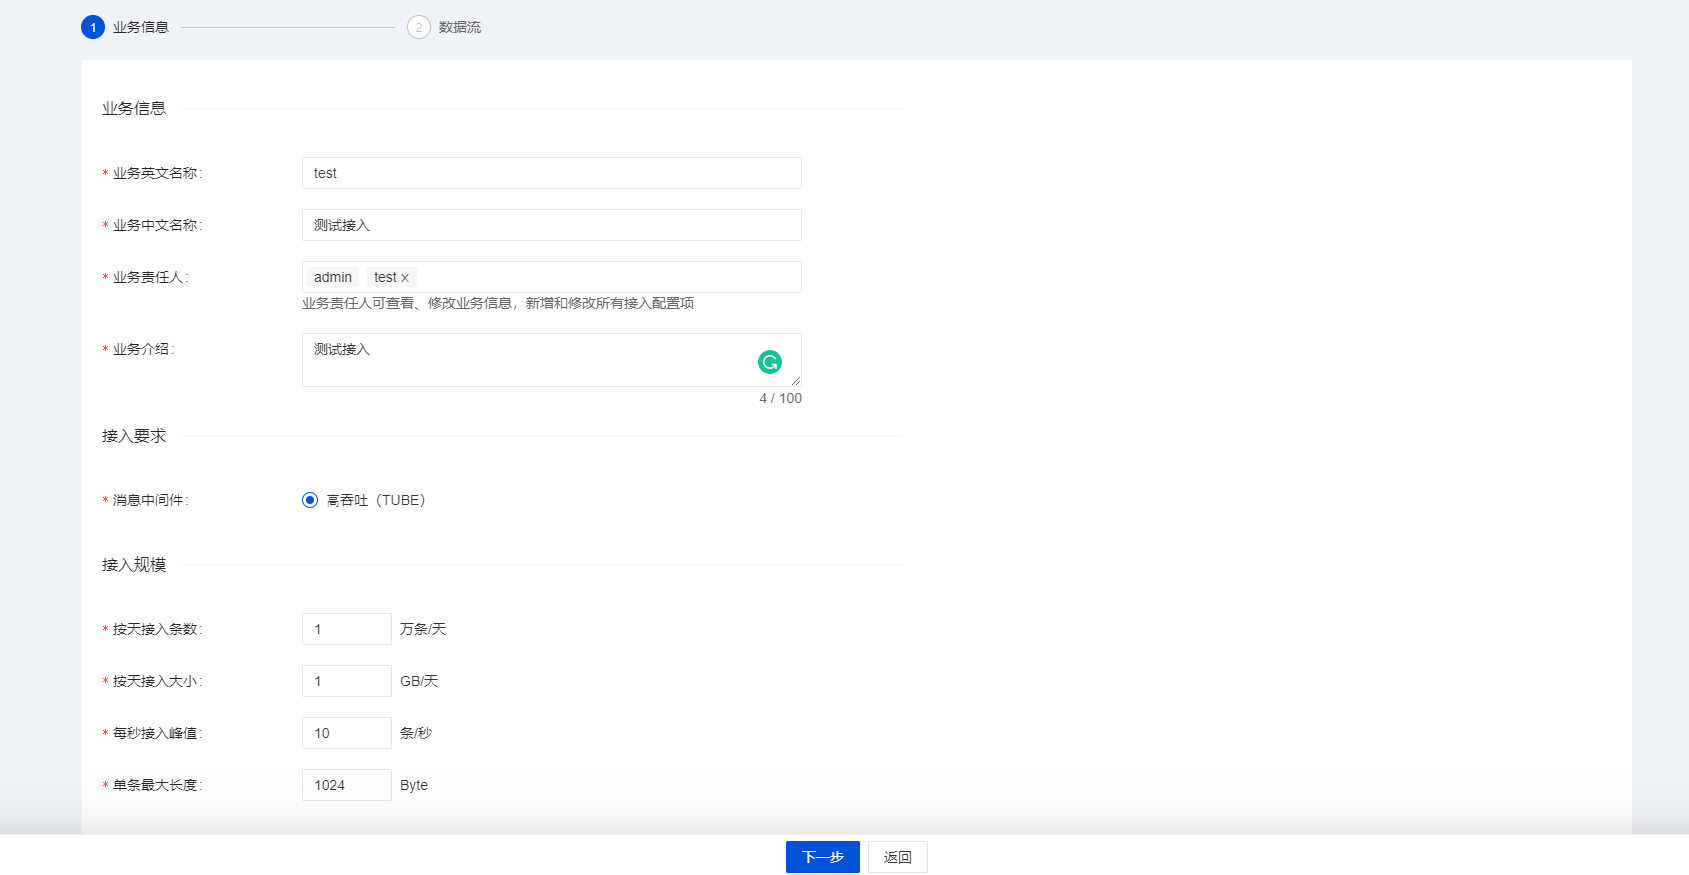 1 业务信息 2 数据流
业务信息
* 业务英文名称: test
* 业务中文名称: 测试接入
* 业务责任人: admin test x
业务责任人可查看、修改业务信息，新增和修改所有接入配置项
* 业务介绍: 测试接入
4 / 100
接入要求
* 消息中间件: 高吞吐（TUBE）
接入规模
* 按天接入条数: 1 万条/天
* 按天接入大小: 1 GB/天
* 每秒接入峰值: 10 条/秒
* 单条最大长度: 1024 Byte
下一步 返回